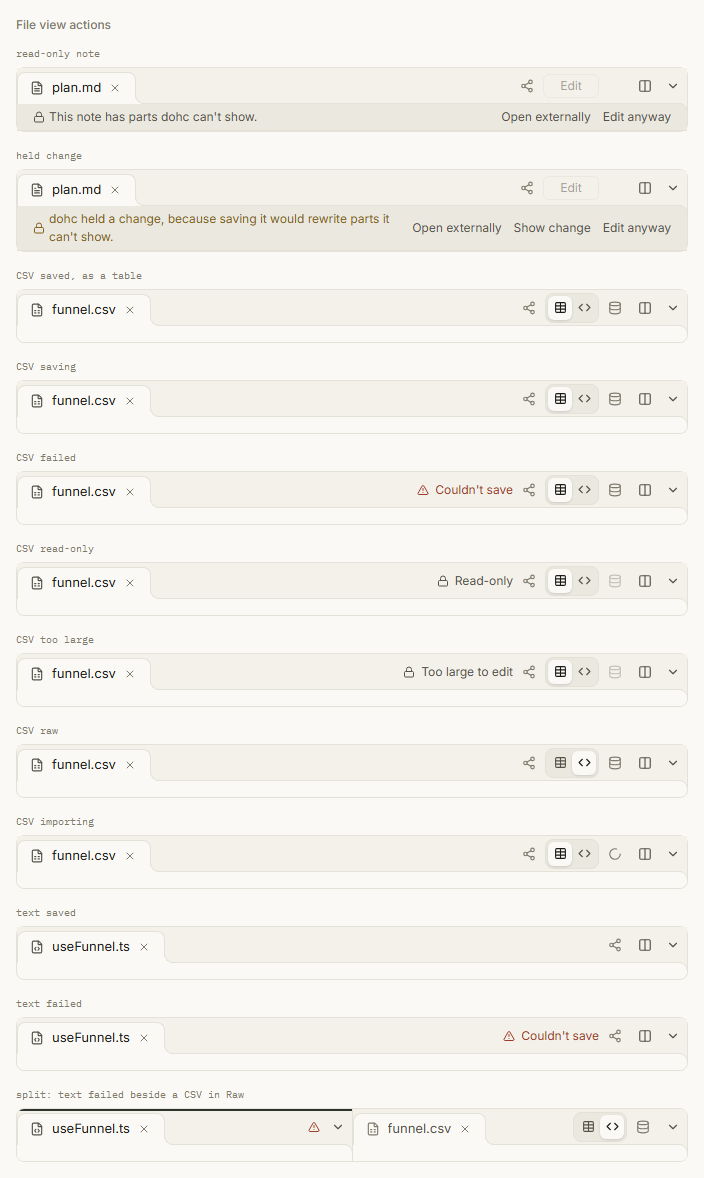 File view actions
read-only note
plan.md
Edit
This note has parts dohc can't show.
Open externally
Edit anyway
held change
plan.md
Edit
dohc held a change, because saving it would rewrite parts it
can't show.
Open externally
Show change
Edit anyway
CSV saved, as a table
funnel.csv
CSV saving
funnel.csv
CSV failed
funnel.csv
Couldn't save
CSV read-only
funnel.csv
Read-only
CSV too large
funnel.csv
Too large to edit
CSV raw
funnel.csv
CSV importing
funnel.csv
text saved
useFunnel.ts
text failed
useFunnel.ts
Couldn't save
split: text failed beside a CSV in Raw
useFunnel.ts
funnel.csv